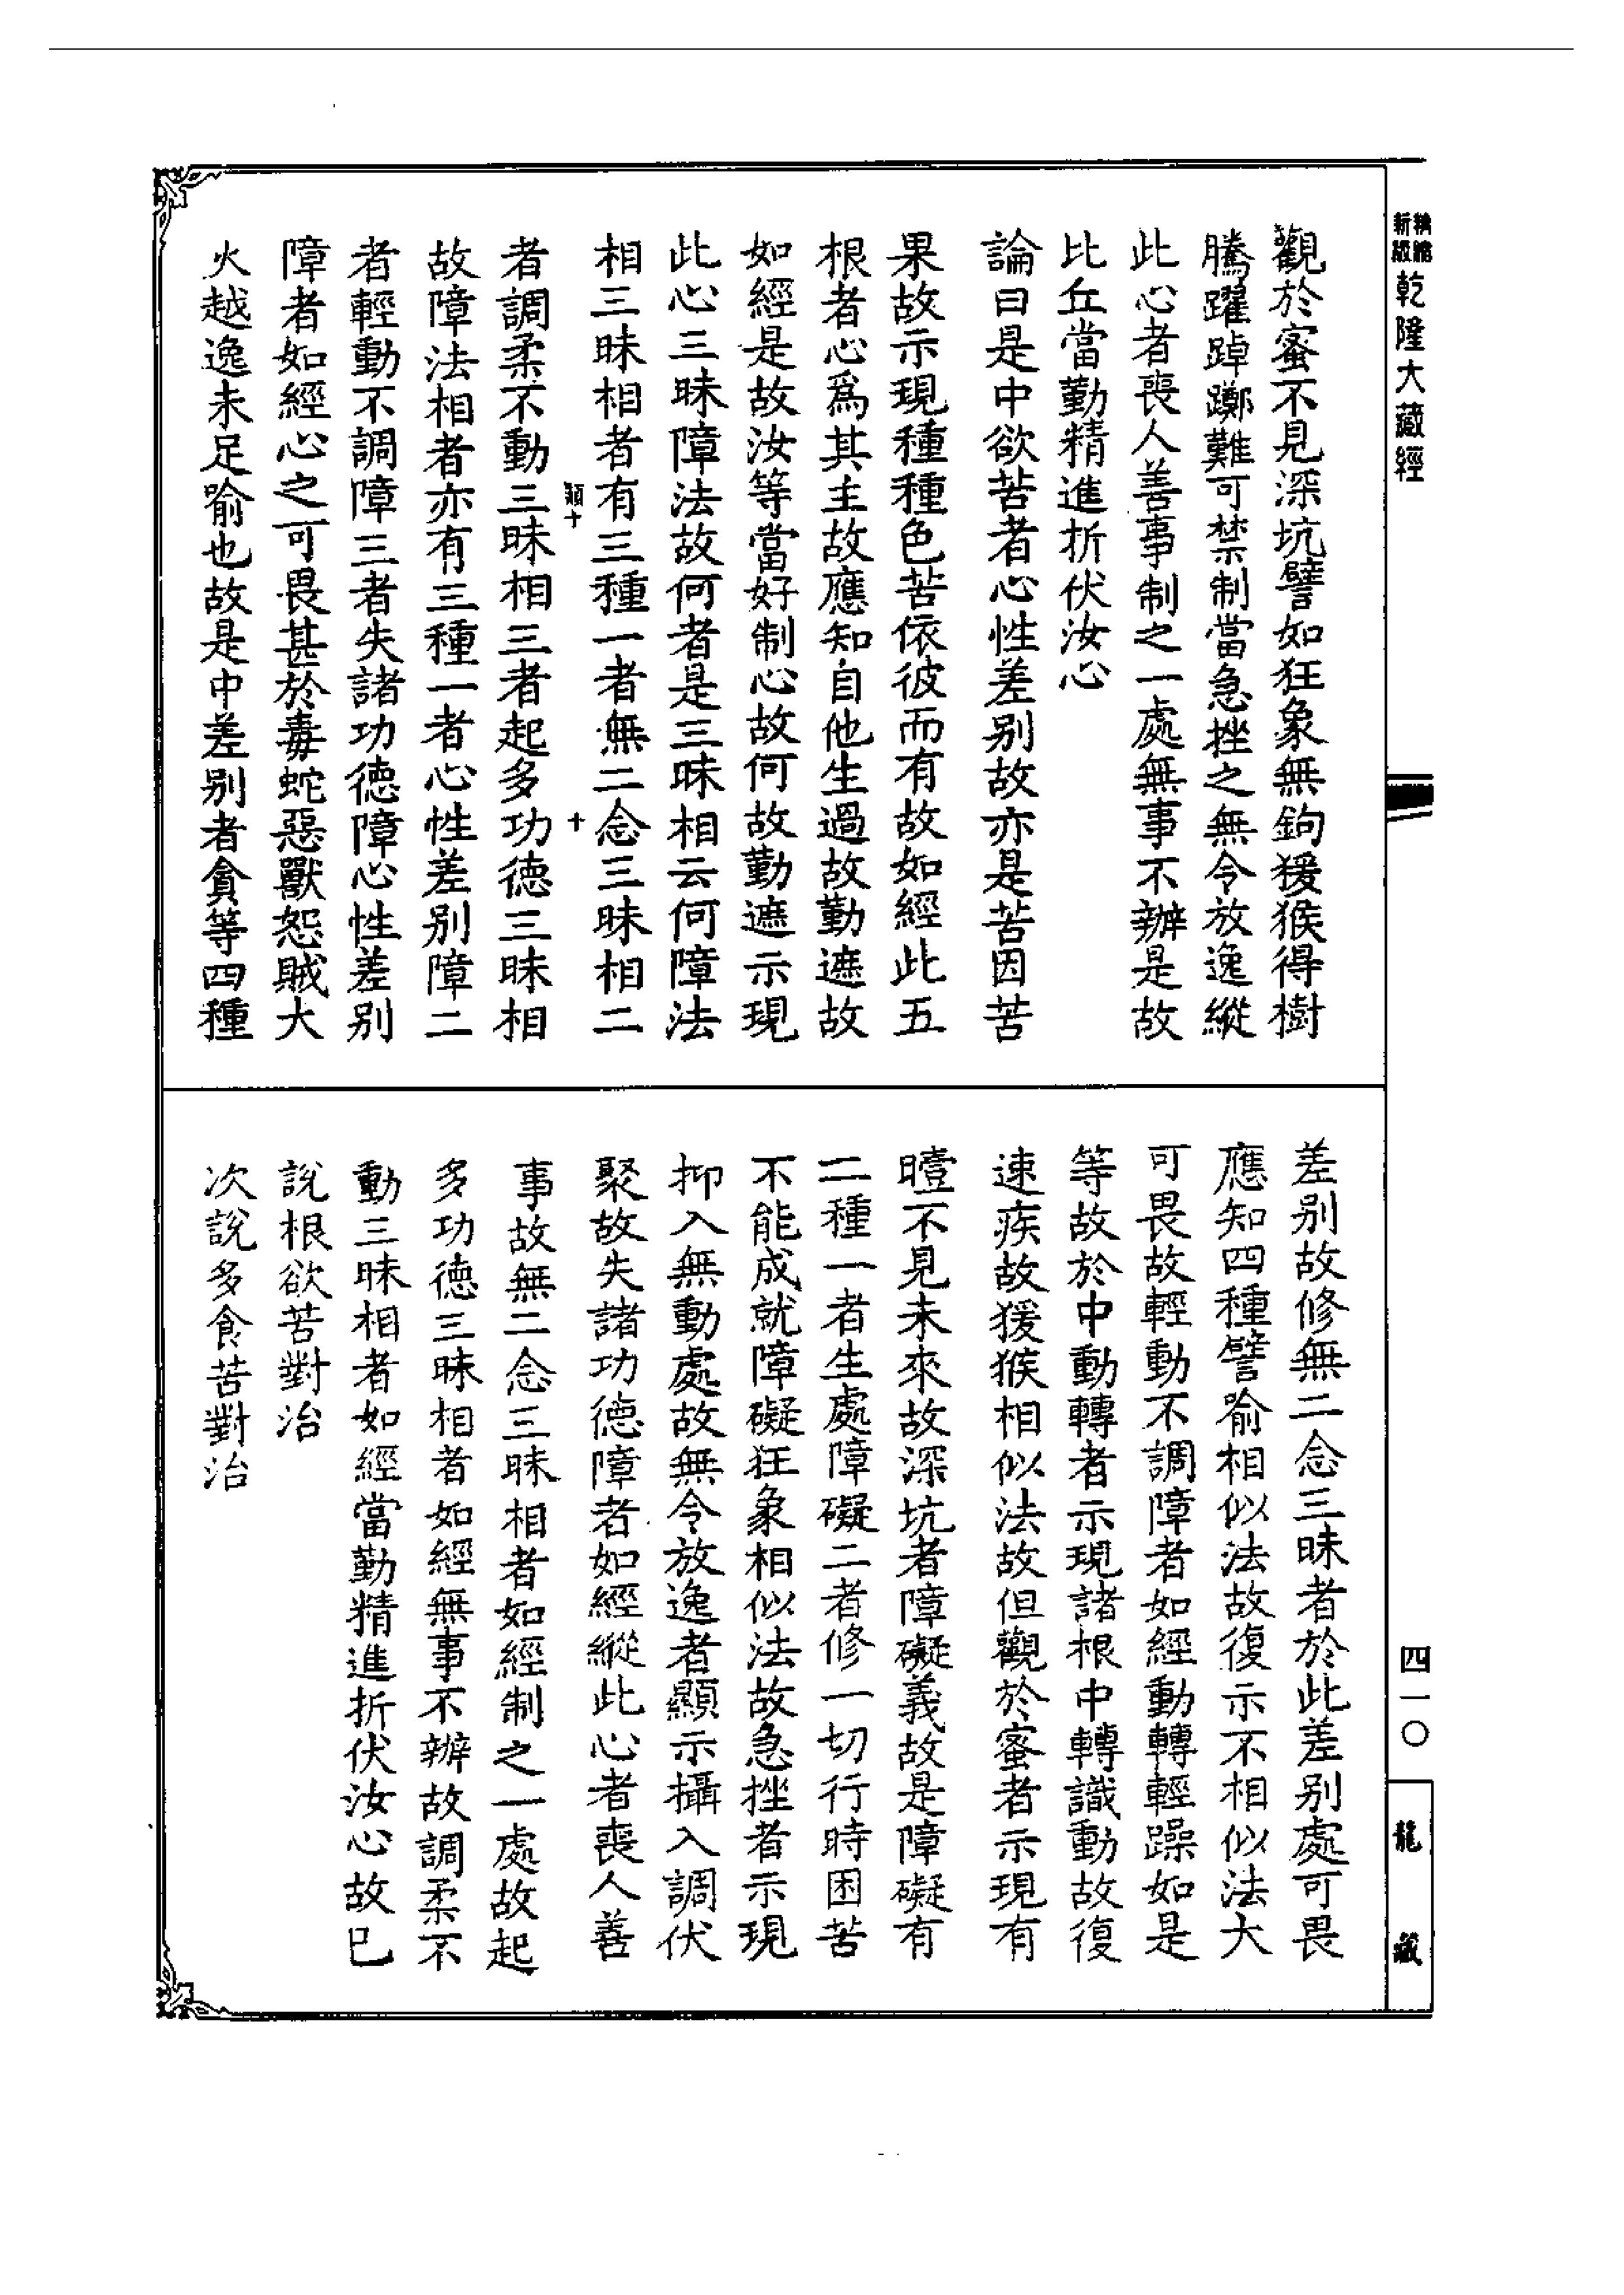 精縮新版乾隆大藏經
觀於蜜不見深坑譬如狂象無鉤猨猴得樹
騰躍踔躑難可禁制當急挫之無令放逸縱
此心者喪人善事制之一處無事不辦是故
比丘當勤精進折伏汝心
論曰是中欲苦者心性差別故亦是苦因苦
果故示現種種色苦依彼而有故如經此五
根者心爲其主故應知自他生過故勤遮故
如經是故汝等當好制心故何故勤遮示現
此心三昧障法故何者是三昧相云何障法
相三昧相者有三種一者無二念三昧相二
顛十
十
者調柔不動三昧相三者起多功德三昧相
故障法相者亦有三種一者心性差別障二
者輕動不調障三者失諸功德障心性差別
障者如經心之可畏甚於毒蛇惡獸怨賊大
火越逸未足喻也故是中差別者貪等四種
差別故修無二念三昧者於此差別處可畏
應知四種譬喻相似法故復示不相似法大
可畏故輕動不調障者如經動轉輕躁如是
等故於中動轉者示現諸根中轉識動故復
速疾故猨猴相似法故但觀於蜜者示現有
曀不見未來故深坑者障礙義故是障礙有
二種一者生處障礙二者修一切行時困苦
不能成就障礙狂象相似法故急挫者示現
抑入無動處故無令放逸者顯示攝入調伏
聚故失諸功德障者如經縱此心者喪人善
事故無二念三昧相者如經制之一處故起
多功德三昧相者如經無事不辦故調柔不
動三昧相者如經當勤精進折伏汝心故已
說根欲苦對治
次說多食苦對治
四一〇
龍藏